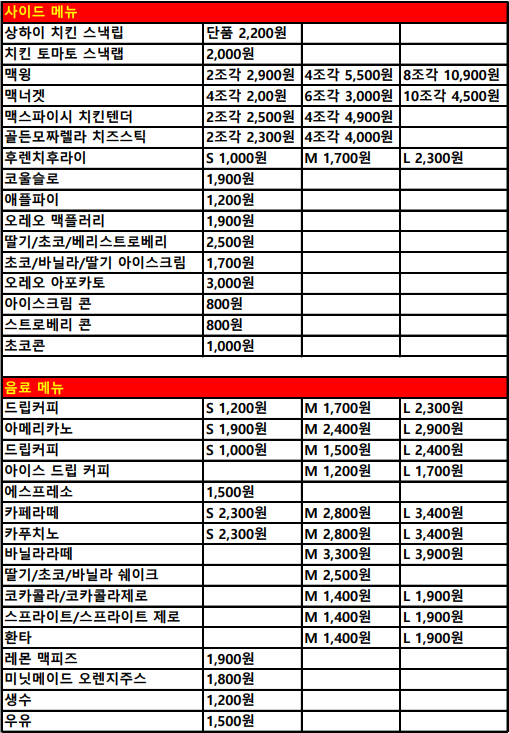 사이드 메뉴
상하이 치킨 스낵립 단품 2,200원
치킨 토마토 스낵랩 2,000원
맥윙 2조각 2,900원 4조각 5,500원 8조각 10,900원
맥너겟 4조각 2,00원 6조각 3,000원 10조각 4,500원
맥스파이시 치킨텐더 2조각 2,500원 4조각 4,900원
골든모짜렐라 치즈스틱 2조각 2,300원 4조각 4,000원
후렌치후라이 S 1,000원 M 1,700원 L 2,300원
코울슬로 1,900원
애플파이 1,200원
오레오 맥플러리 1,900원
딸기/초코/베리스트로베리 2,500원
초코/바닐라/딸기 아이스크림 1,700원
오레오 아포카토 3,000원
아이스크림 콘 800원
스트로베리 콘 800원
초코콘 1,000원
음료 메뉴
드립커피 S 1,200원 M 1,700원 L 2,300원
아메리카노 S 1,900원 M 2,400원 L 2,900원
드립커피 S 1,000원 M 1,500원 L 2,400원
아이스 드립 커피 M 1,200원 L 1,700원
에스프레소 1,500원
카페라떼 S 2,300원 M 2,800원 L 3,400원
카푸치노 S 2,300원 M 2,800원 L 3,400원
바닐라라떼 M 3,300원 L 3,900원
딸기/초코/바닐라 쉐이크 M 2,500원
코카콜라/코카콜라제로 M 1,400원 L 1,900원
스프라이트/스프라이트 제로 M 1,400원 L 1,900원
환타 M 1,400원 L 1,900원
레몬 맥피즈 1,900원
미닛메이드 오렌지주스 1,800원
생수 1,200원
우유 1,500원